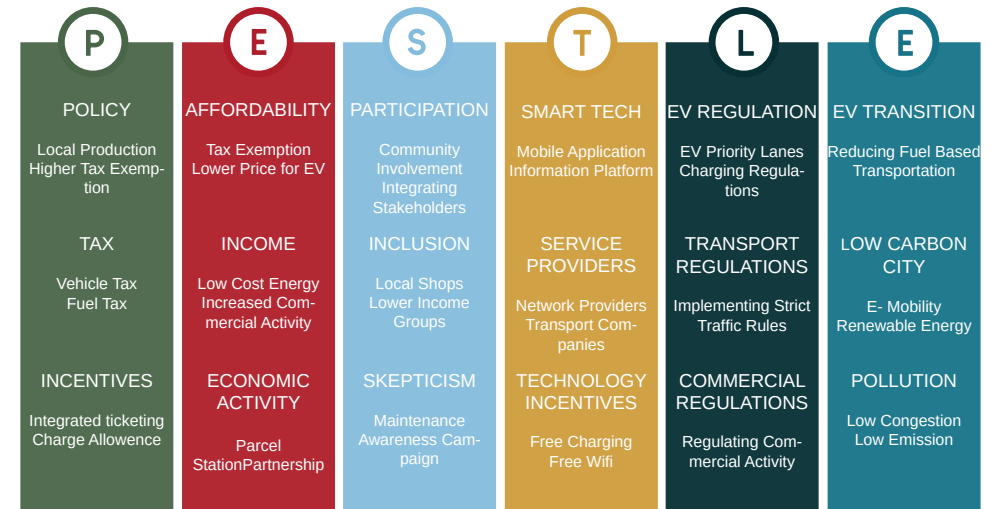 P
POLICY
Local Production
Higher Tax Exemp-
tion
TAX
Vehicle Tax
Fuel Tax
INCENTIVES
Integrated ticketing
Charge Allowence
E
AFFORDABILITY
Tax Exemption
Lower Price for EV
INCOME
Low Cost Energy
Increased Com-
mercial Activity
ECONOMIC
ACTIVITY
Parcel
StationPartnership
S
PARTICIPATION
Community
Involvement
Integrating
Stakeholders
INCLUSION
Local Shops
Lower Income
Groups
SKEPTICISM
Maintenance
Awareness Cam-
paign
T
SMART TECH
Mobile Application
Information Platform
SERVICE
PROVIDERS
Network Providers
Transport Com-
panies
TECHNOLOGY
INCENTIVES
Free Charging
Free Wifi
L
EV REGULATION
EV Priority Lanes
Charging Regula-
tions
TRANSPORT
REGULATIONS
Implementing Strict
Traffic Rules
COMMERCIAL
REGULATIONS
Regulating Com-
mercial Activity
E
EV TRANSITION
Reducing Fuel Based
Transportation
LOW CARBON
CITY
E- Mobility
Renewable Energy
POLLUTION
Low Congestion
Low Emission